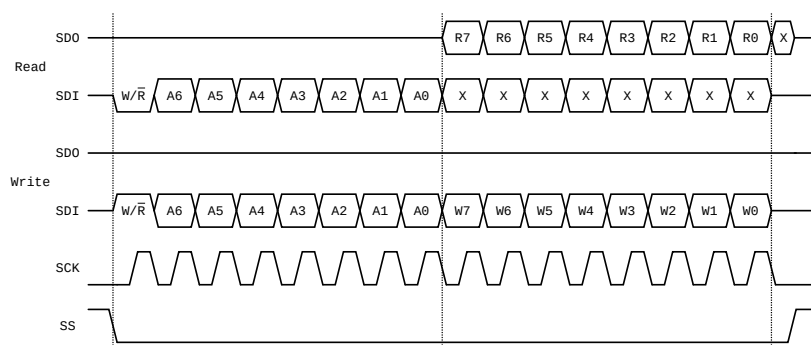 SDO R7 R6 R5 R4 R3 R2 R1 R0 X
Read
SDI W/R̅ A6 A5 A4 A3 A2 A1 A0 X X X X X X X X
SDO
Write
SDI W/R̅ A6 A5 A4 A3 A2 A1 A0 W7 W6 W5 W4 W3 W2 W1 W0
SCK
SS